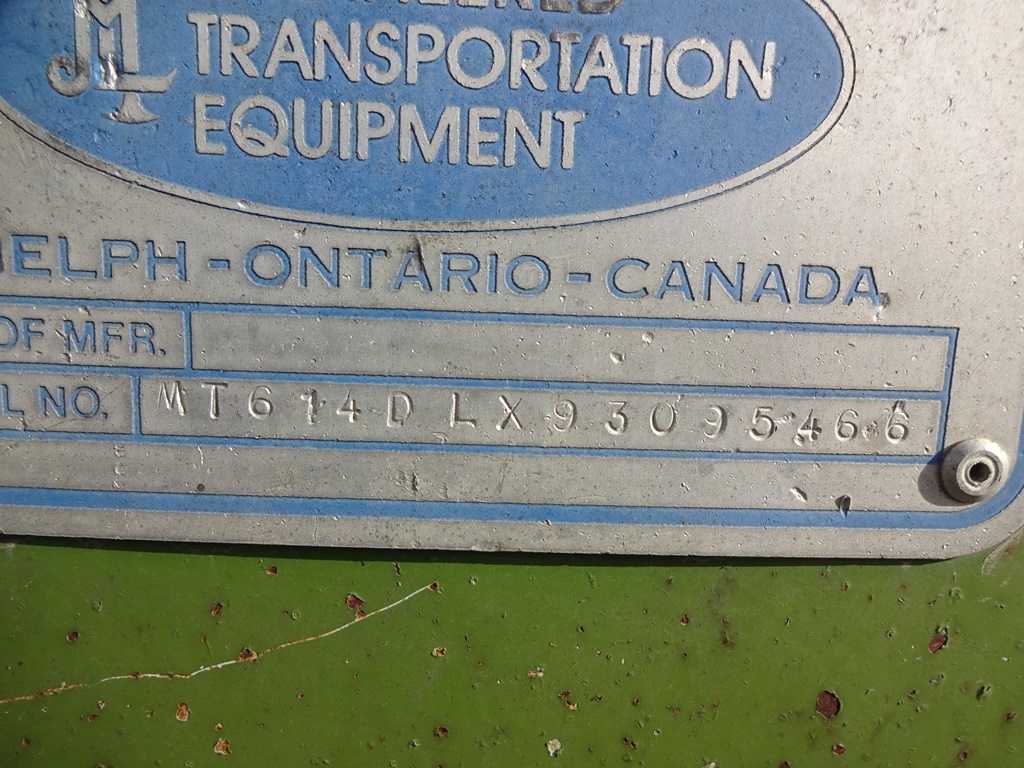 TRANSPORTATION
EQUIPMENT
ELPH - ONTARIO - CANADA
OF MFR.
L NO. MT614DLX93095466